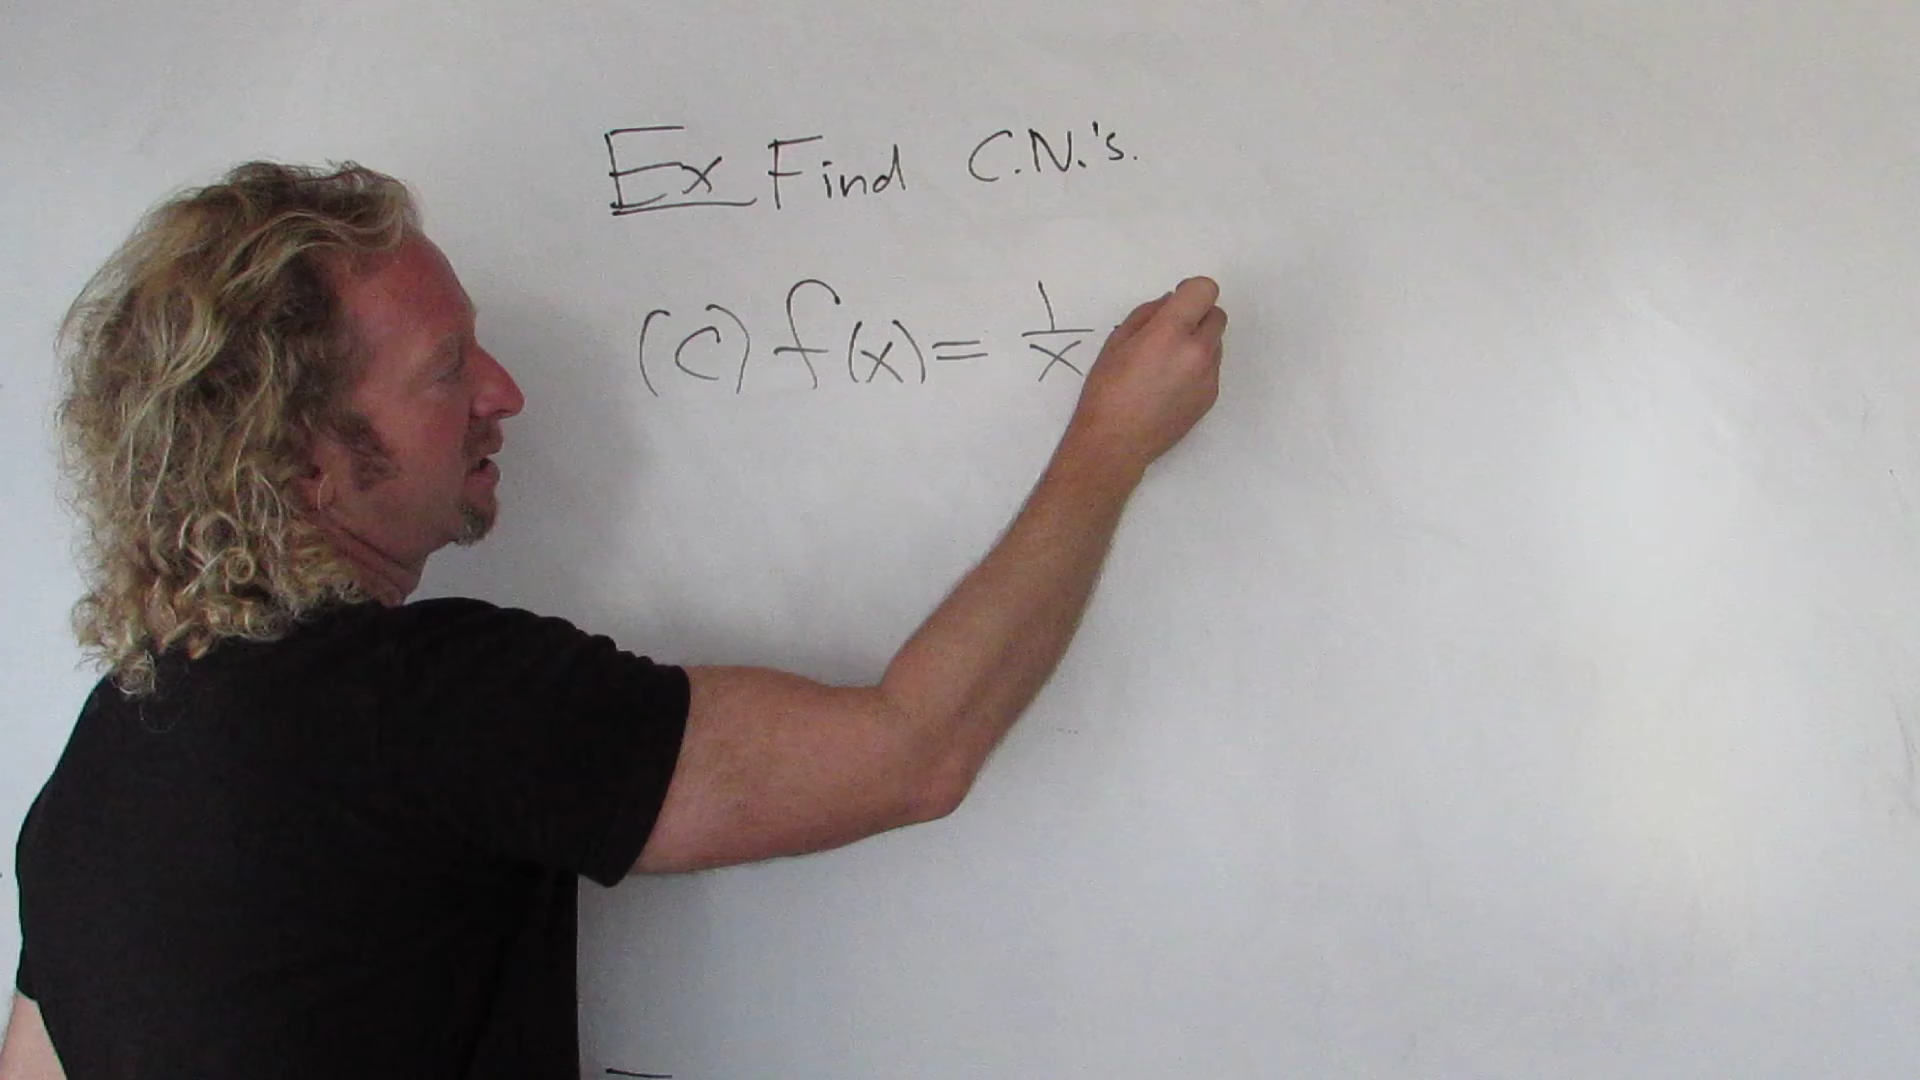 Ex Find C.N.'s.
(c) f(x) = 1/x